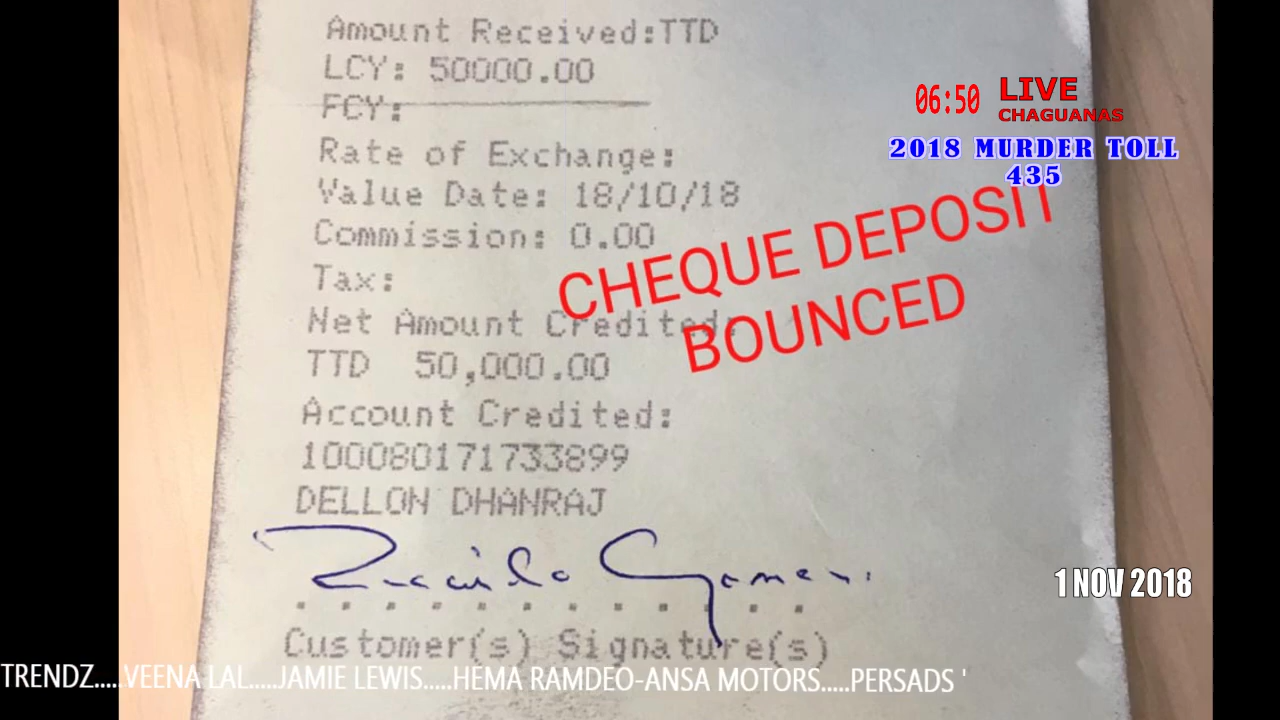 Amount Received:TTD
LCY: 50000.00
FCY:
Rate of Exchange:
Value Date: 18/10/18
Commission: 0.00
Tax:
Net Amount Credited:
TTD 50,000.00
Account Credited:
100080171733899
DELLON DHANRAJ
Customer(s) Signature(s)
CHEQUE DEPOSIT
BOUNCED
06:50 LIVE
CHAGUANAS
2018 MURDER TOLL
435
1 NOV 2018
TRENDZ.....VEENA LAL.....JAMIE LEWIS.....HEMA RAMDEO-ANSA MOTORS.....PERSADS '